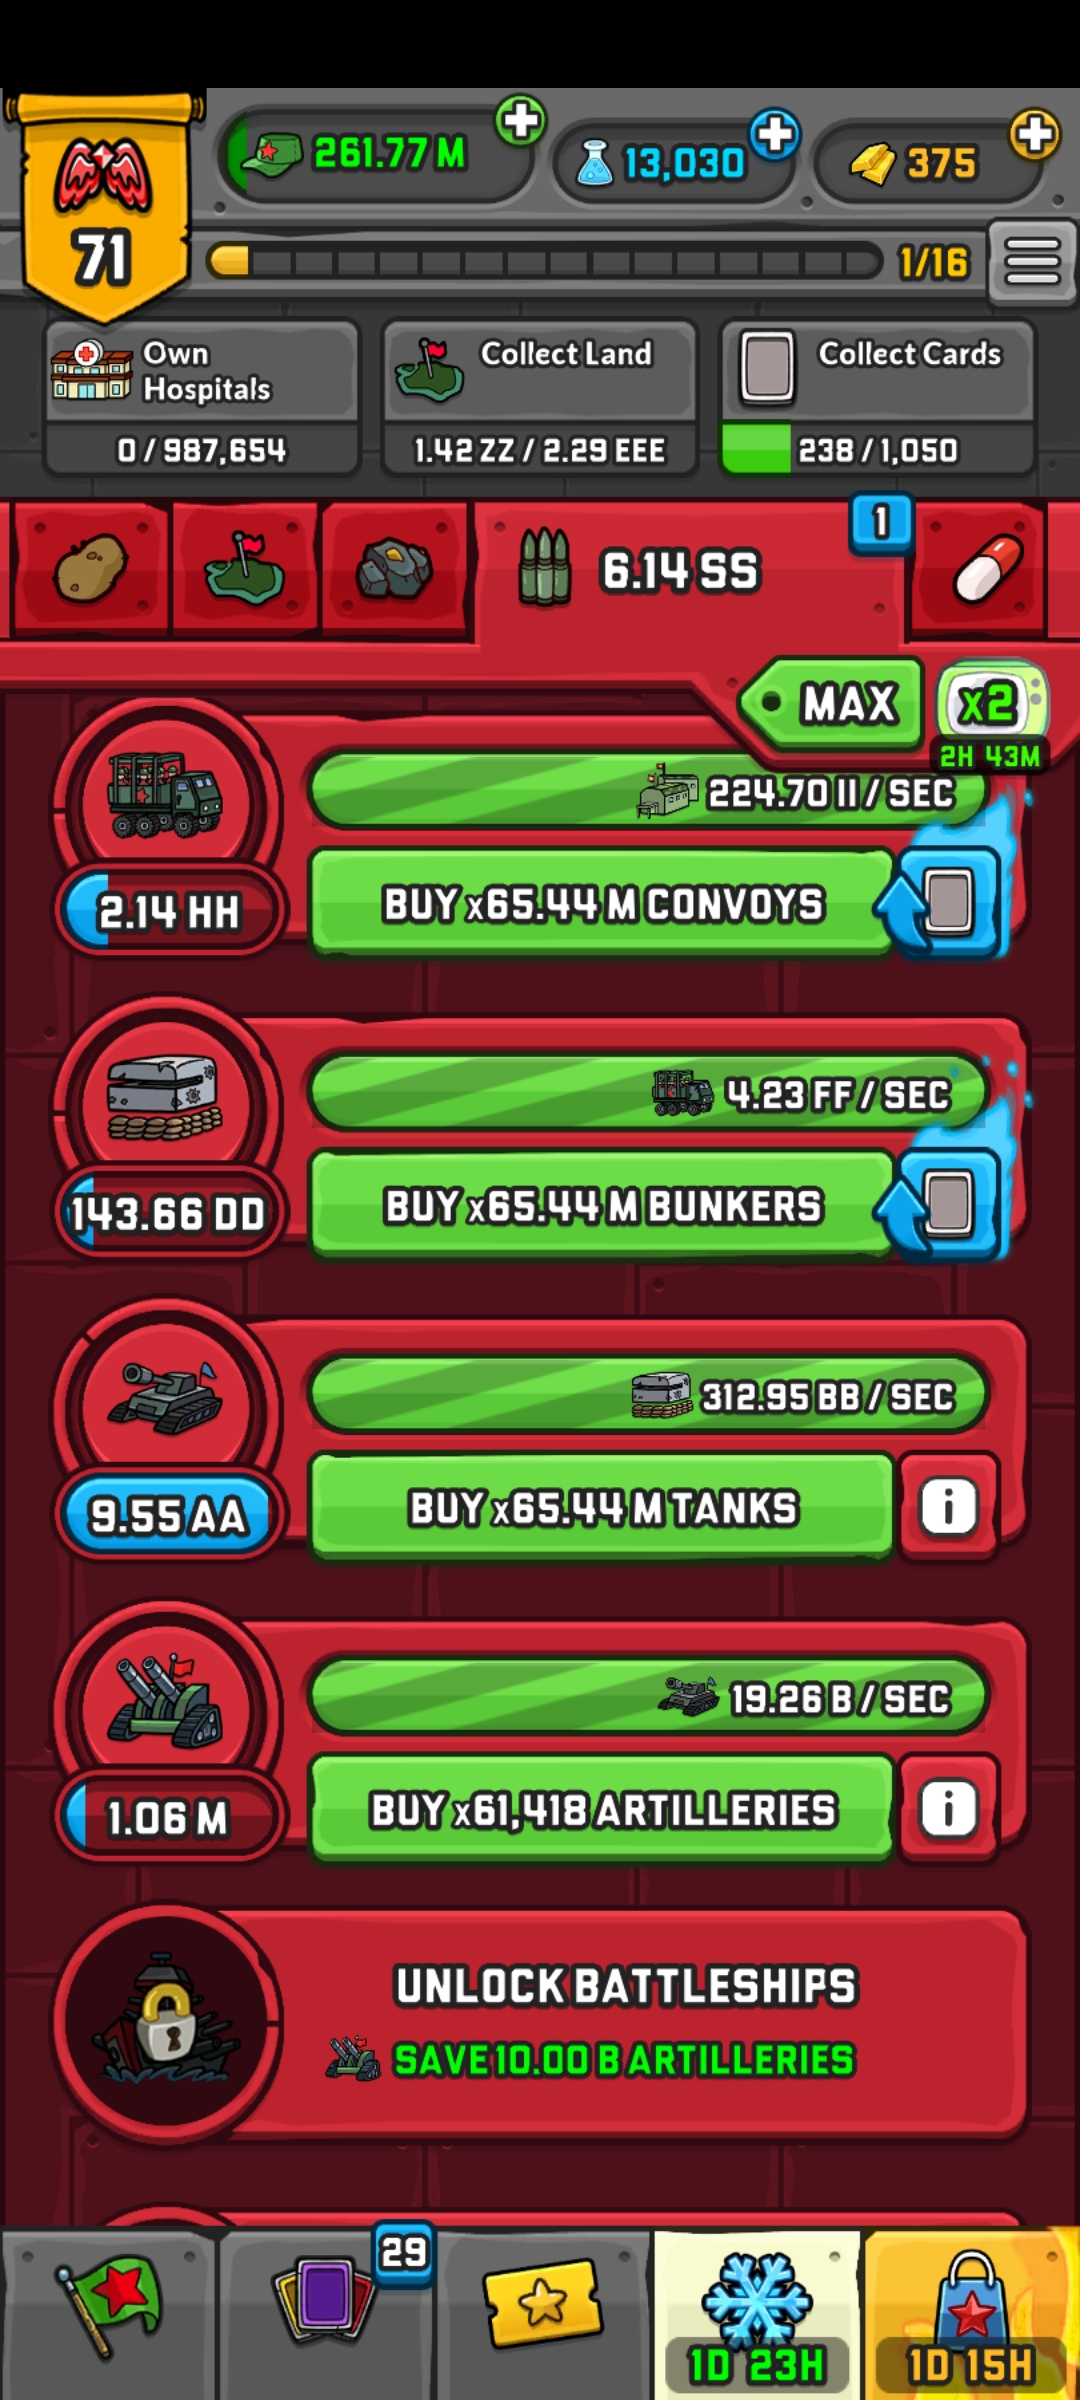 71
261.77 M
13,030
375
1/16
Own
Hospitals
0 / 987,654
Collect Land
1.42 ZZ / 2.29 EEE
Collect Cards
238 / 1,050
6.14 SS
1
MAX
x2
2H 43M
224.70 II / SEC
2.14 HH
BUY x65.44 M CONVOYS
4.23 FF / SEC
143.66 DD
BUY x65.44 M BUNKERS
312.95 BB / SEC
9.55 AA
BUY x65.44 M TANKS
i
19.26 B / SEC
1.06 M
BUY x61,418 ARTILLERIES
i
UNLOCK BATTLESHIPS
SAVE 10.00 B ARTILLERIES
29
1D 23H
1D 15H